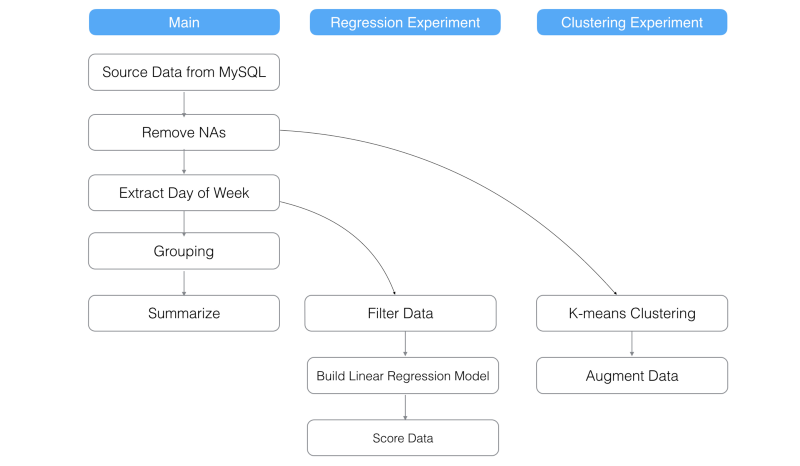 Main
Regression Experiment
Clustering Experiment
Source Data from MySQL
Remove NAs
Extract Day of Week
Grouping
Summarize
Filter Data
K-means Clustering
Build Linear Regression Model
Augment Data
Score Data